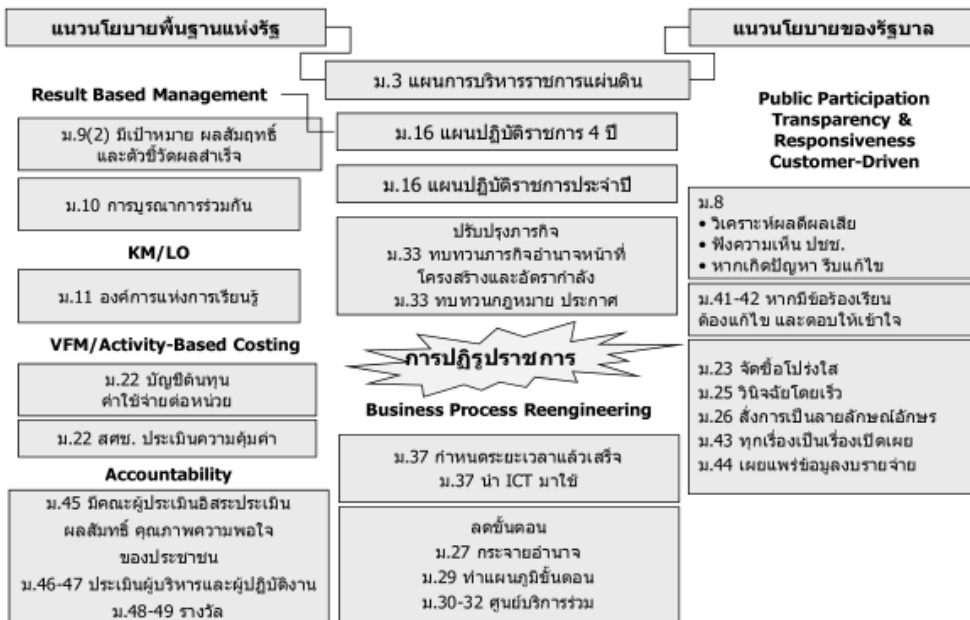 แนวนโยบายพื้นฐานแห่งรัฐ
แนวนโยบายของรัฐบาล
ม.3 แผนการบริหารราชการแผ่นดิน
Result Based Management
ม.9(2) มีเป้าหมาย ผลสัมฤทธิ์
และตัวชี้วัดผลสำเร็จ
ม.10 การบูรณาการร่วมกัน
KM/LO
ม.11 องค์การแห่งการเรียนรู้
VFM/Activity-Based Costing
ม.22 บัญชีต้นทุน
ค่าใช้จ่ายต่อหน่วย
ม.22 สศช. ประเมินความคุ้มค่า
Accountability
ม.45 มีคณะผู้ประเมินอิสระประเมิน
ผลสัมทธิ์ คุณภาพความพอใจ
ของประชาชน
ม.46-47 ประเมินผู้บริหารและผู้ปฏิบัติงาน
ม.48-49 รางวัล
ม.16 แผนปฏิบัติราชการ 4 ปี
ม.16 แผนปฏิบัติราชการประจำปี
ปรับปรุงภารกิจ
ม.33 ทบทวนภารกิจอำนาจหน้าที่
โครงสร้างและอัตรากำลัง
ม.33 ทบทวนกฎหมาย ประกาศ
การปฏิรูปราชการ
Business Process Reengineering
ม.37 กำหนดระยะเวลาแล้วเสร็จ
ม.37 นำ ICT มาใช้
ลดขั้นตอน
ม.27 กระจายอำนาจ
ม.29 ทำแผนภูมิขั้นตอน
ม.30-32 ศูนย์บริการร่วม
Public Participation
Transparency &
Responsiveness
Customer-Driven
ม.8
• วิเคราะห์ผลดีผลเสีย
• ฟังความเห็น ปชช.
• หากเกิดปัญหา รีบแก้ไข
ม.41-42 หากมีข้อร้องเรียน
ต้องแก้ไข และตอบให้เข้าใจ
ม.23 จัดซื้อโปร่งใส
ม.25 วินิจฉัยโดยเร็ว
ม.26 สั่งการเป็นลายลักษณ์อักษร
ม.43 ทุกเรื่องเป็นเรื่องเปิดเผย
ม.44 เผยแพร่ข้อมูลงบรายจ่าย